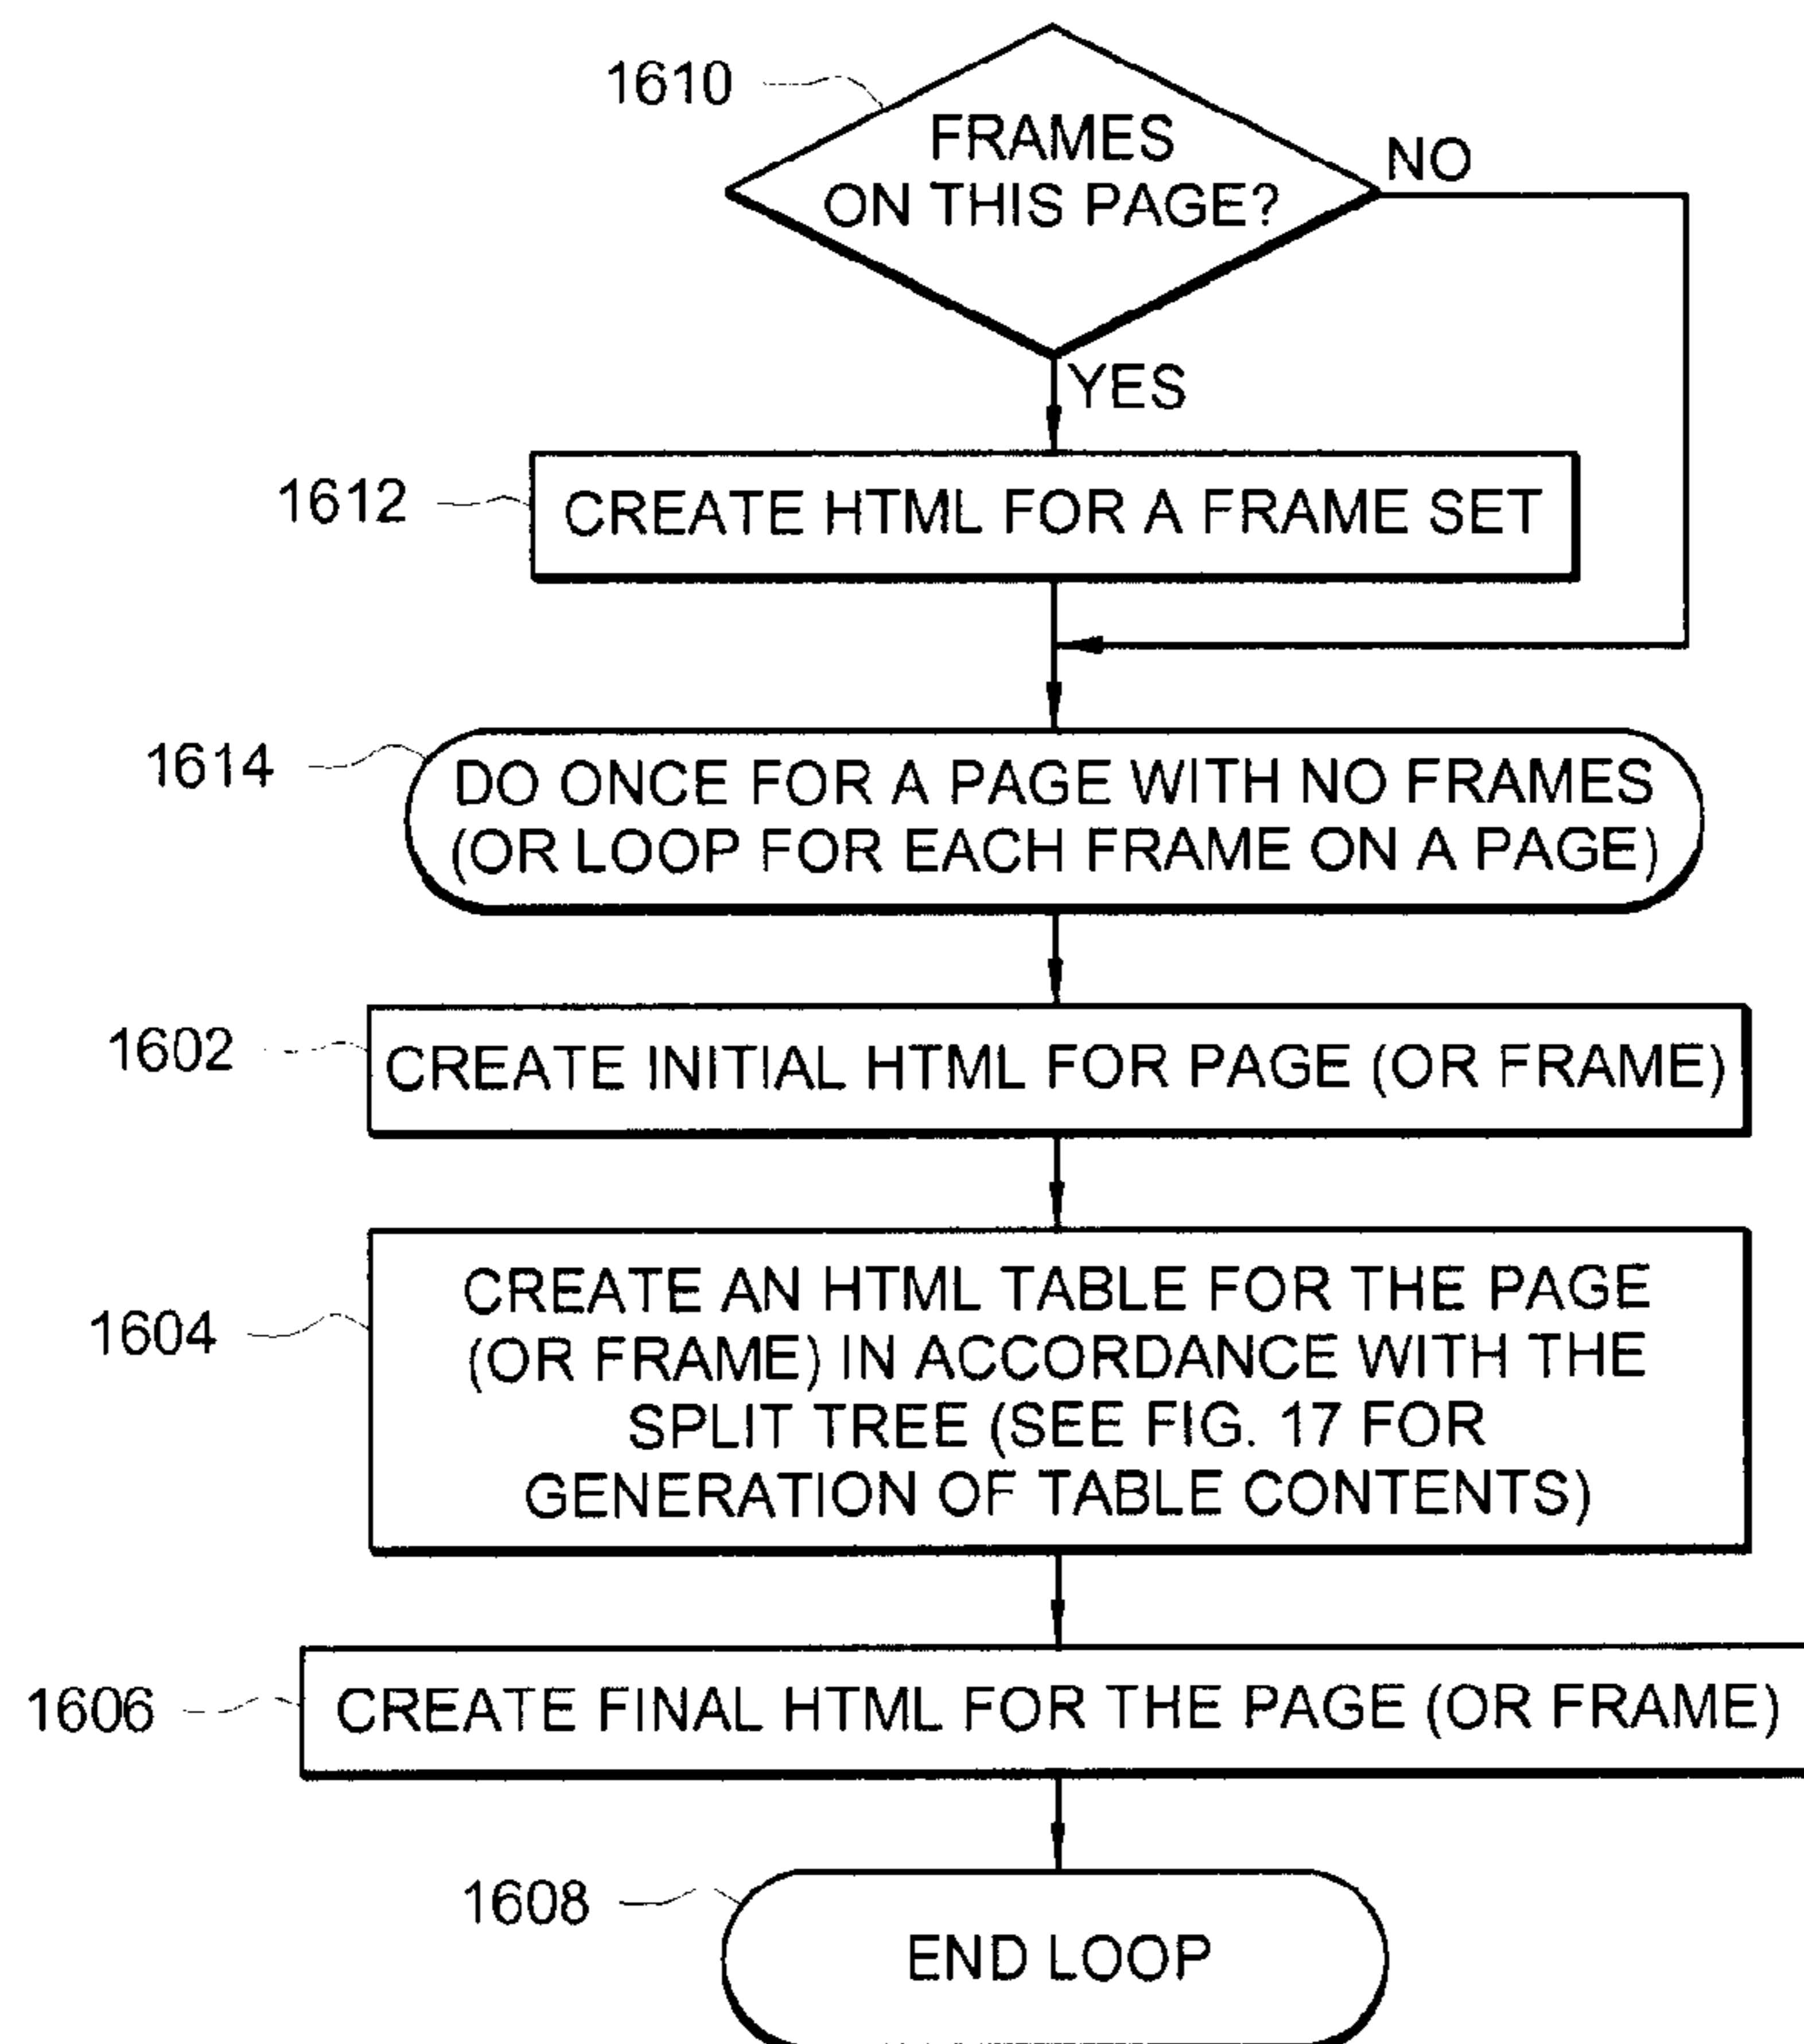 1610
FRAMES
ON THIS PAGE?
NO
YES
1612
CREATE HTML FOR A FRAME SET
1614
DO ONCE FOR A PAGE WITH NO FRAMES
(OR LOOP FOR EACH FRAME ON A PAGE)
1602
CREATE INITIAL HTML FOR PAGE (OR FRAME)
1604
CREATE AN HTML TABLE FOR THE PAGE
(OR FRAME) IN ACCORDANCE WITH THE
SPLIT TREE (SEE FIG. 17 FOR
GENERATION OF TABLE CONTENTS)
1606
CREATE FINAL HTML FOR THE PAGE (OR FRAME)
1608
END LOOP